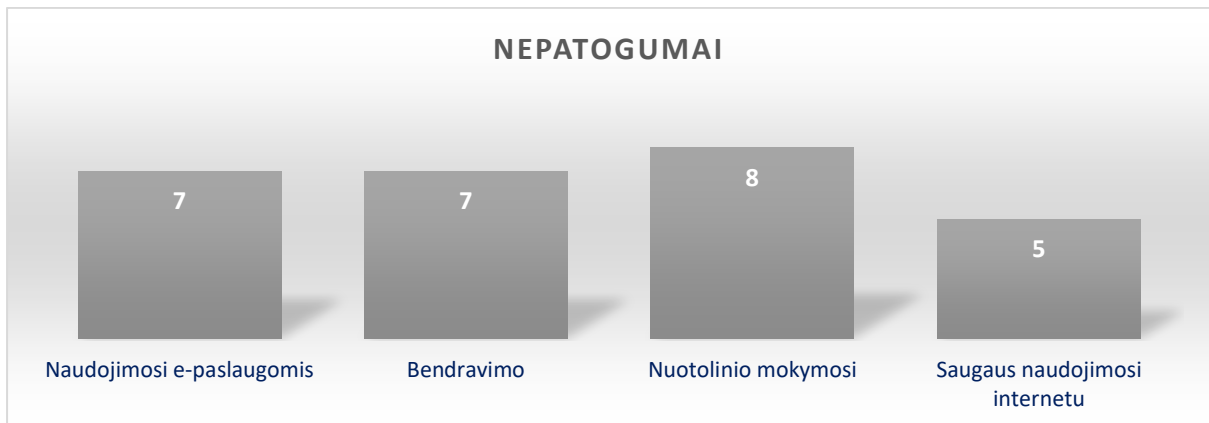 NEPATOGUMAI
7
7
8
5
Naudojimosi e-paslaugomis
Bendravimo
Nuotolinio mokymosi
Saugaus naudojimosi
internetu